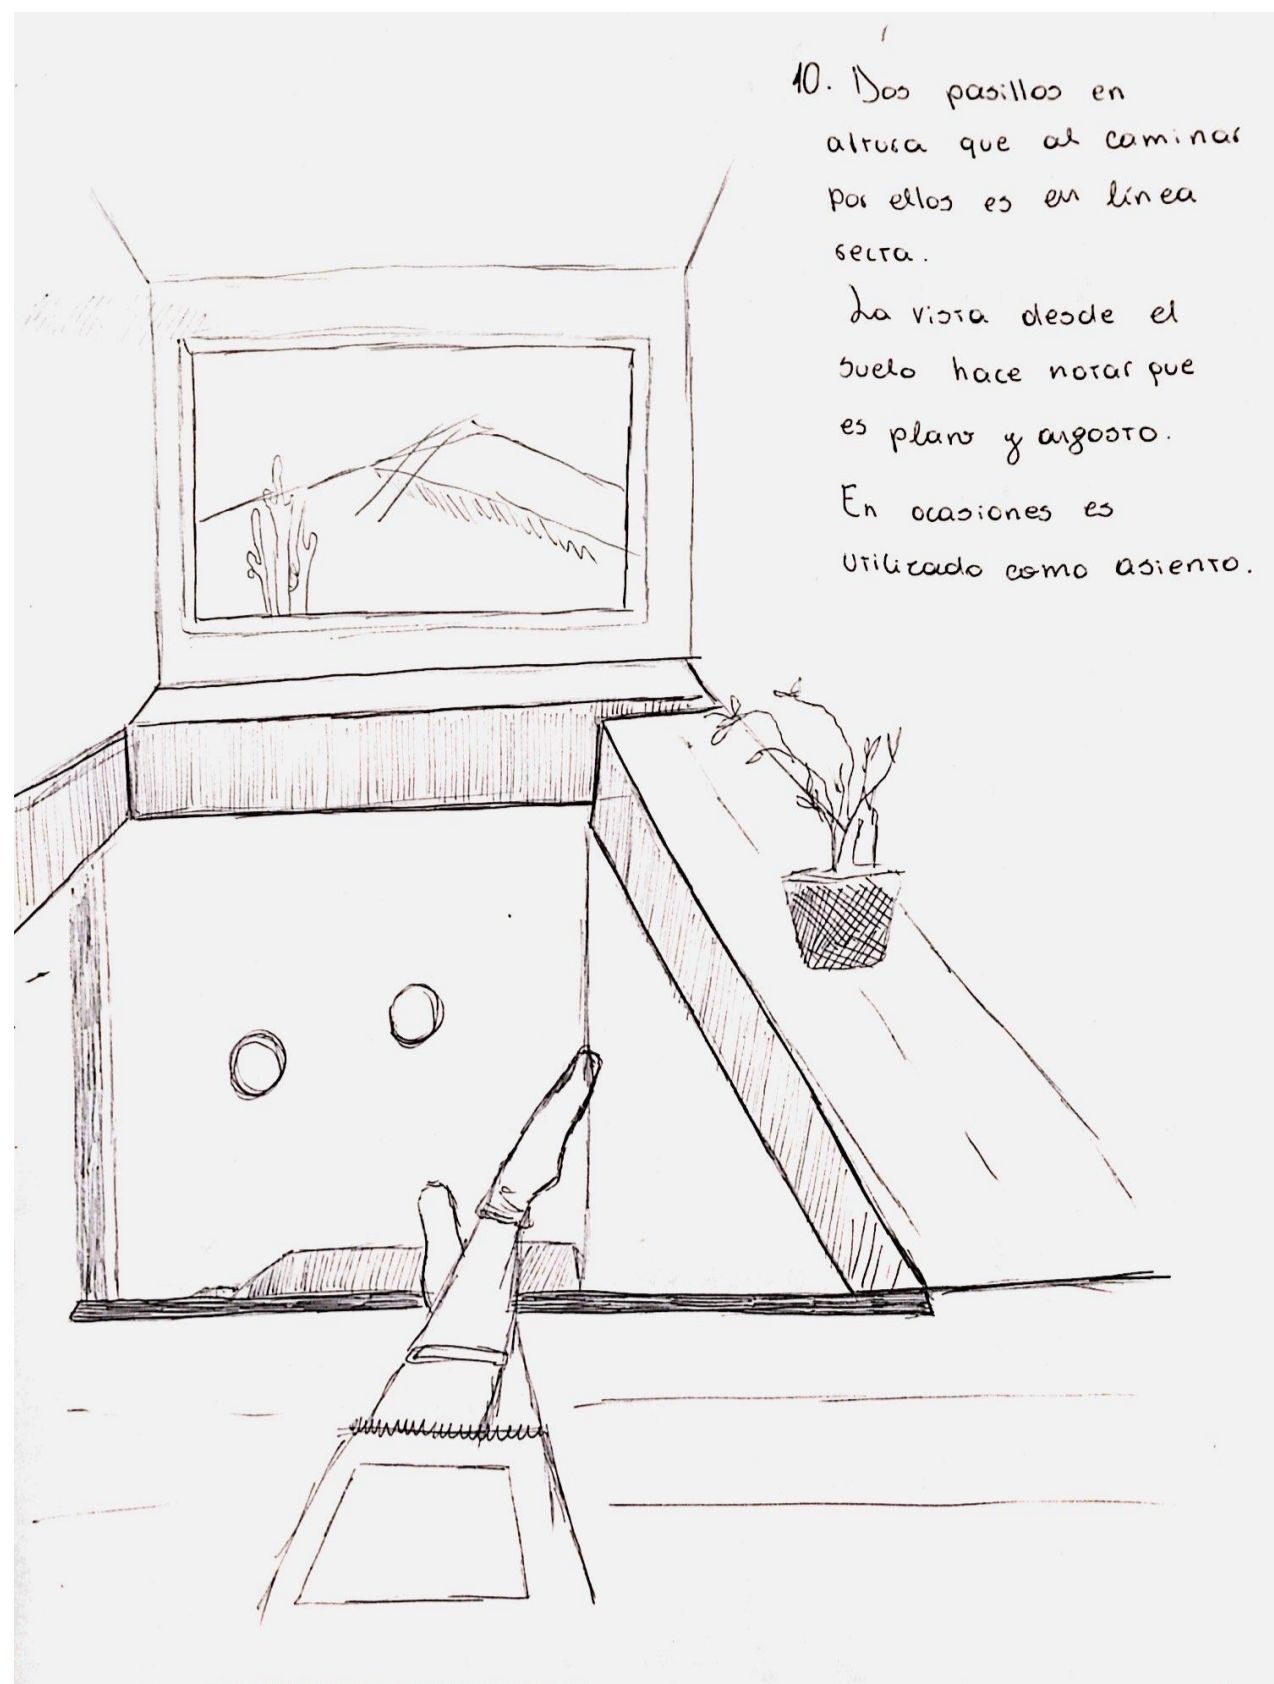 10. Dos pasillos en
altura que al caminar
por ellos es en línea
recta.
La vista desde el
suelo hace notar que
es plano y angosto.
En ocasiones es
utilizado como asiento.